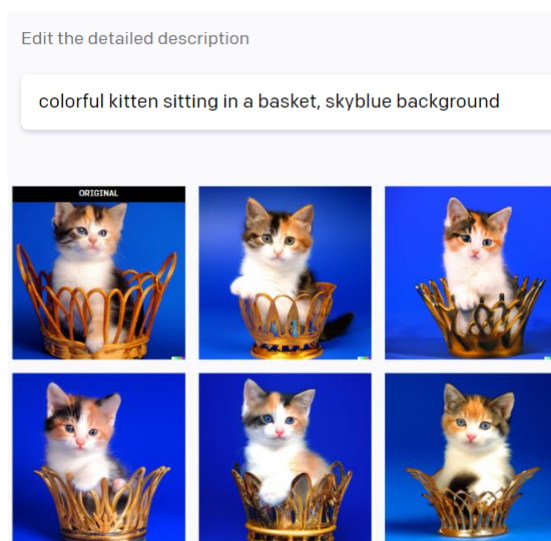 Edit the detailed description
colorful kitten sitting in a basket, skyblue background
ORIGINAL